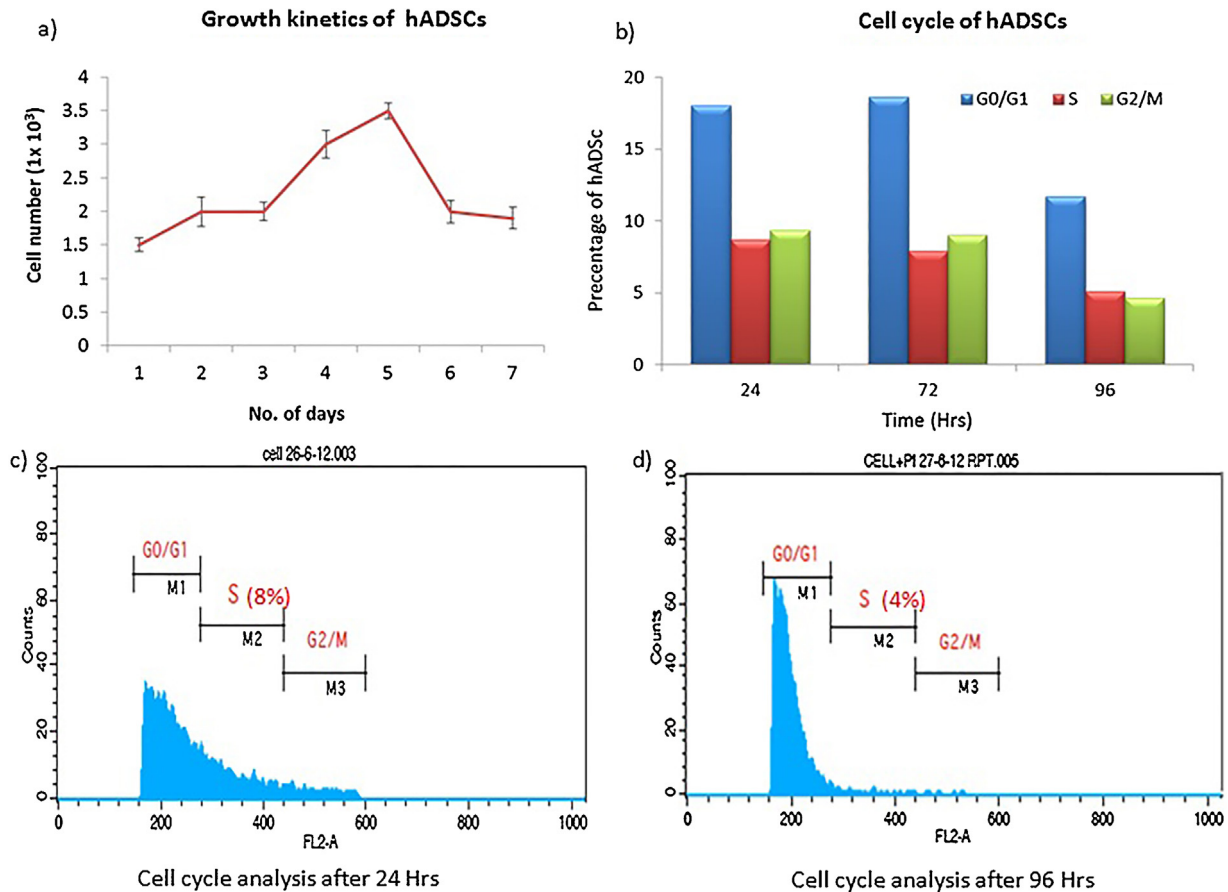 a)
Growth kinetics of hADSCs
Cell number (1x 10³)
4
3.5
3
2.5
2
1.5
1
0.5
0
1 2 3 4 5 6 7
No. of days
b)
Cell cycle of hADSCs
G0/G1 S G2/M
Precentage of hADSc
20
15
10
5
0
24 72 96
Time (Hrs)
c)
cell 26-6-12.003
Counts
100
80
60
40
20
0
G0/G1
M1
S (8%)
M2
G2/M
M3
0 200 400 600 800 1000
FL2-A
Cell cycle analysis after 24 Hrs
d)
CELL+PI 27-6-12 RPT.005
Counts
100
80
60
40
20
0
G0/G1
M1
S (4%)
M2
G2/M
M3
0 200 400 600 800 1000
FL2-A
Cell cycle analysis after 96 Hrs